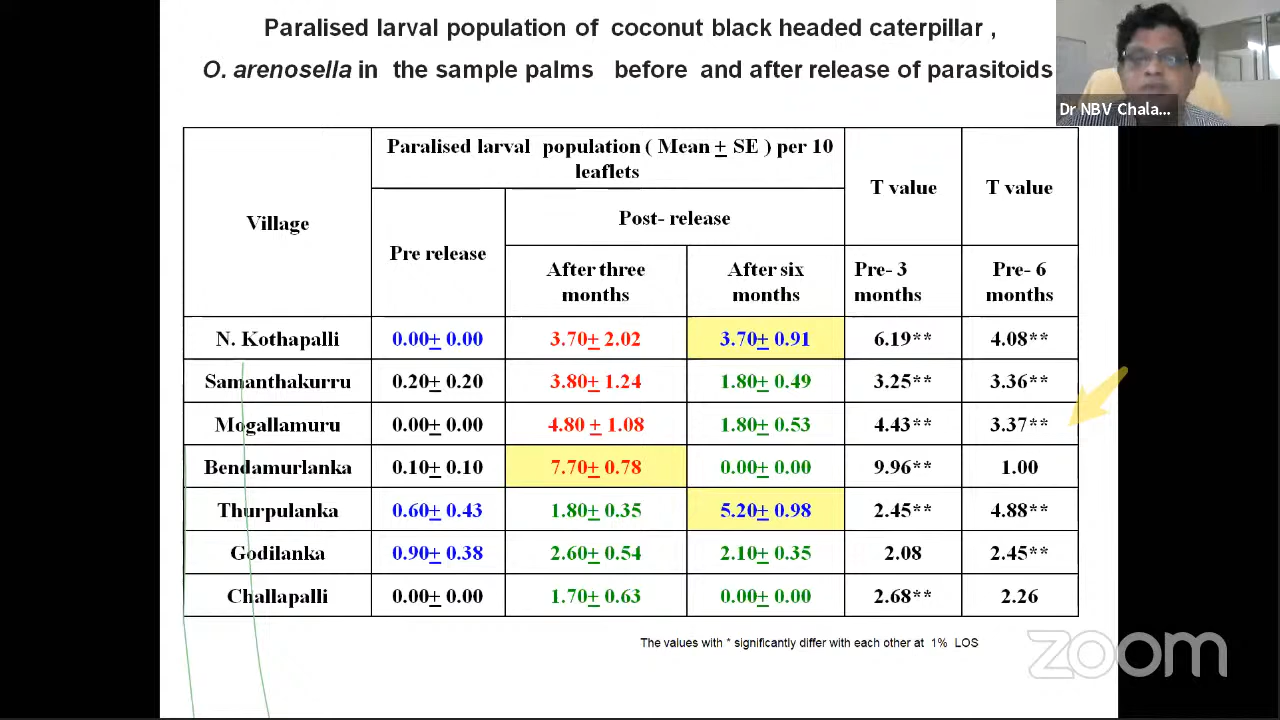 Paralised larval population of coconut black headed caterpillar ,
O. arenosella in the sample palms before and after release of parasitoids
Dr NBV Chala...
Village
Paralised larval population ( Mean ± SE ) per 10
leaflets
T value
T value
Pre release
Post- release
After three
months
After six
months
Pre- 3
months
Pre- 6
months
N. Kothapalli 0.00± 0.00 3.70± 2.02 3.70± 0.91 6.19** 4.08**
Samanthakurru 0.20± 0.20 3.80± 1.24 1.80± 0.49 3.25** 3.36**
Mogallamuru 0.00± 0.00 4.80 ± 1.08 1.80± 0.53 4.43** 3.37**
Bendamurlanka 0.10± 0.10 7.70± 0.78 0.00± 0.00 9.96** 1.00
Thurpulanka 0.60± 0.43 1.80± 0.35 5.20± 0.98 2.45** 4.88**
Godilanka 0.90± 0.38 2.60± 0.54 2.10± 0.35 2.08 2.45**
Challapalli 0.00± 0.00 1.70± 0.63 0.00± 0.00 2.68** 2.26
The values with * significantly differ with each other at 1% LOS
zoom